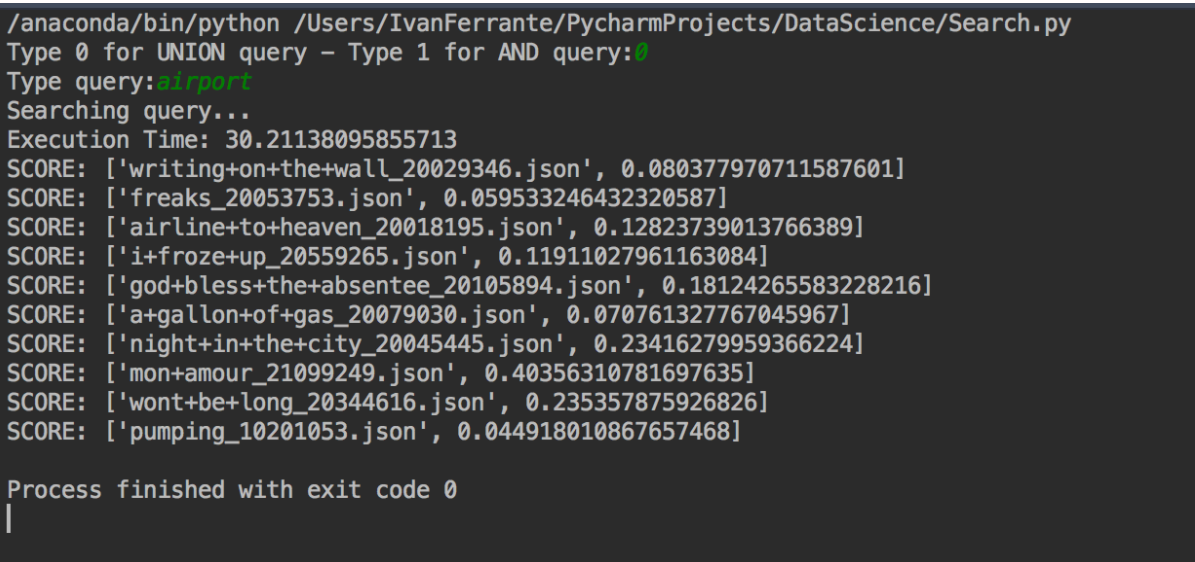 /anaconda/bin/python /Users/IvanFerrante/PycharmProjects/DataScience/Search.py
Type 0 for UNION query – Type 1 for AND query:0
Type query:airport
Searching query...
Execution Time: 30.21138095855713
SCORE: ['writing+on+the+wall_20029346.json', 0.080377970711587601]
SCORE: ['freaks_20053753.json', 0.059533246432320587]
SCORE: ['airline+to+heaven_20018195.json', 0.12823739013766389]
SCORE: ['i+froze+up_20559265.json', 0.11911027961163084]
SCORE: ['god+bless+the+absentee_20105894.json', 0.18124265583228216]
SCORE: ['a+gallon+of+gas_20079030.json', 0.070761327767045967]
SCORE: ['night+in+the+city_20045445.json', 0.23416279959366224]
SCORE: ['mon+amour_21099249.json', 0.40356310781697635]
SCORE: ['wont+be+long_20344616.json', 0.235357875926826]
SCORE: ['pumping_10201053.json', 0.044918010867657468]
Process finished with exit code 0